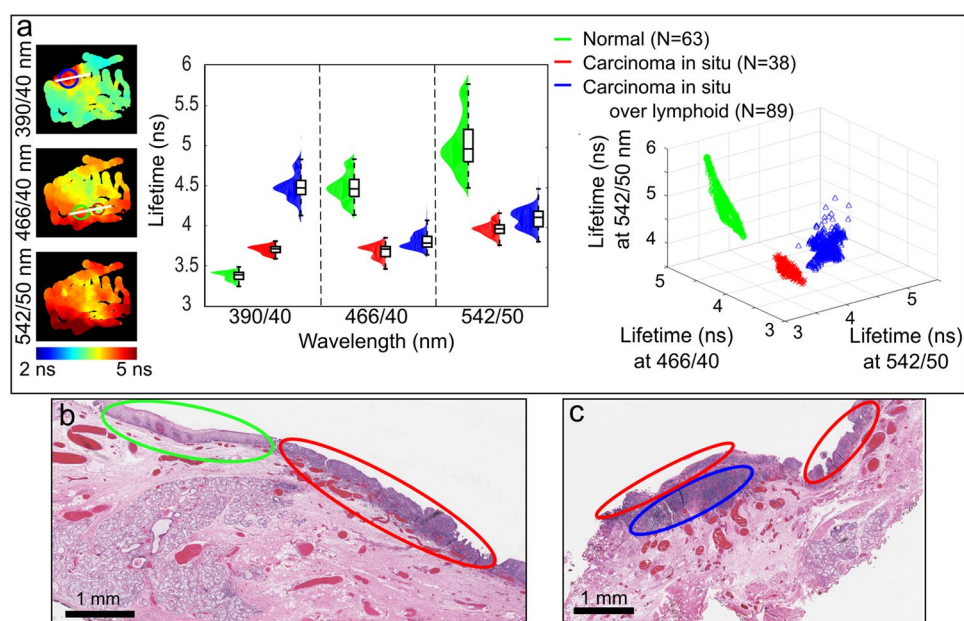 a
390/40 nm
466/40 nm
542/50 nm
2 ns 5 ns
Lifetime (ns)
6
5.5
5
4.5
4
3.5
3
390/40 466/40 542/50
Wavelength (nm)
Normal (N=63)
Carcinoma in situ (N=38)
Carcinoma in situ
over lymphoid (N=89)
Lifetime (ns)
at 542/50 nm
6
5
4
5
4
3
3
4
5
Lifetime (ns)
at 466/40
Lifetime (ns)
at 542/50
b
1 mm
c
1 mm